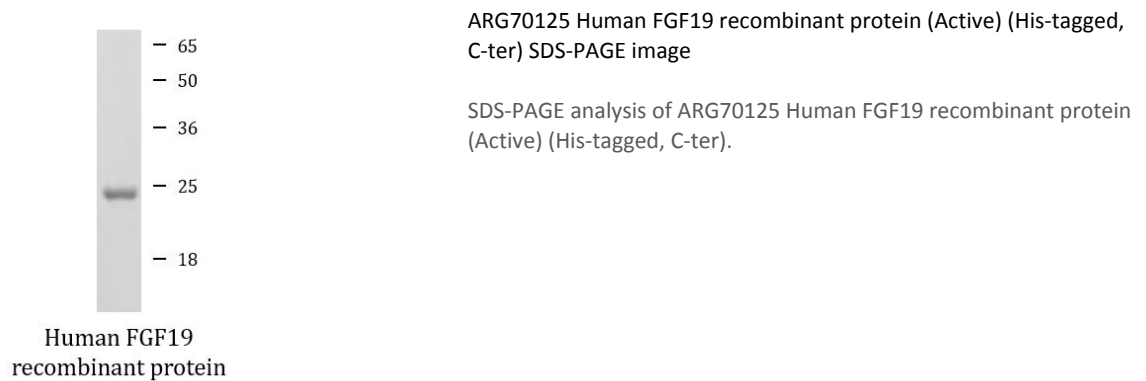 65
50
36
25
18
Human FGF19
recombinant protein
ARG70125 Human FGF19 recombinant protein (Active) (His-tagged,
C-ter) SDS-PAGE image
SDS-PAGE analysis of ARG70125 Human FGF19 recombinant protein
(Active) (His-tagged, C-ter).